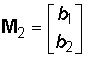 M₂ = [b₁
b₂]